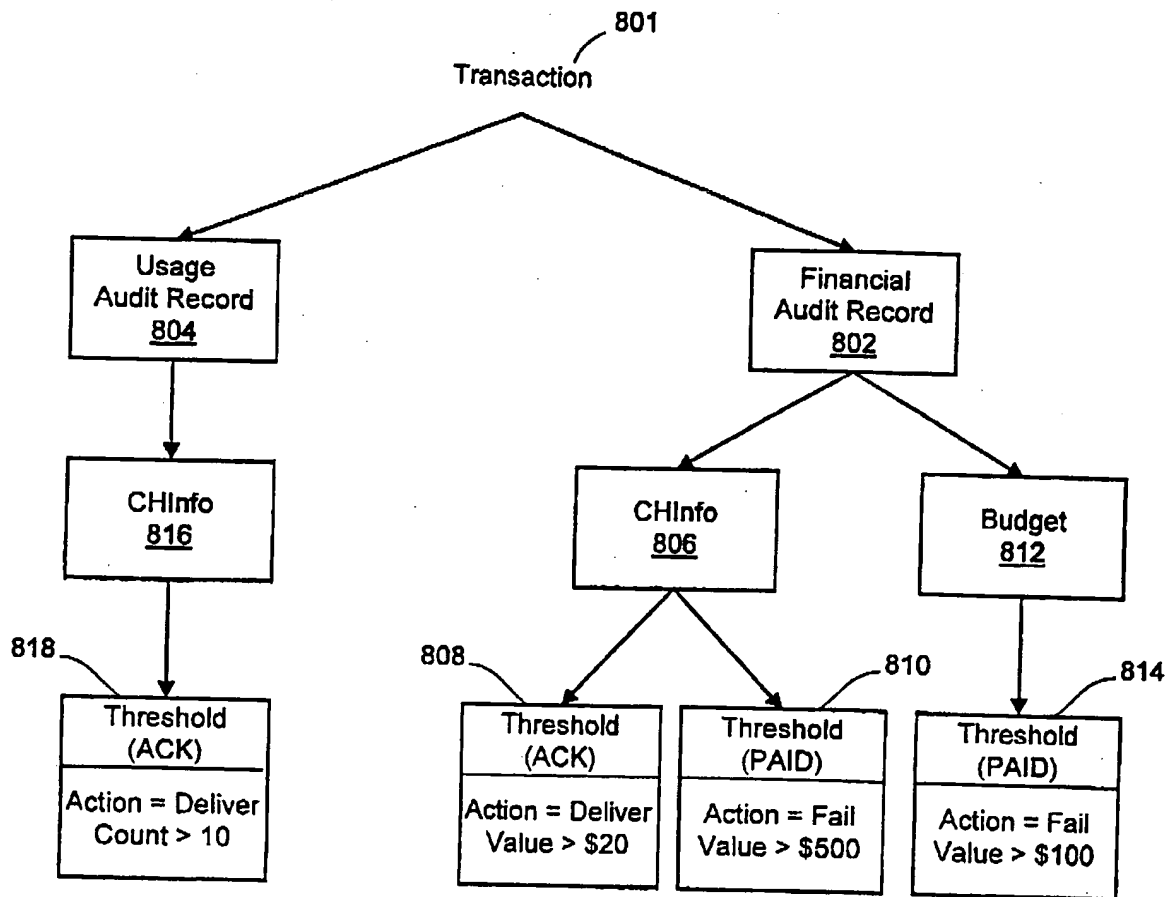 801
Transaction
Usage
Audit Record
804
Financial
Audit Record
802
CHInfo
816
CHInfo
806
Budget
812
818
808
810
814
Threshold
(ACK)
Action = Deliver
Count > 10
Threshold
(ACK)
Action = Deliver
Value > $20
Threshold
(PAID)
Action = Fail
Value > $500
Threshold
(PAID)
Action = Fail
Value > $100